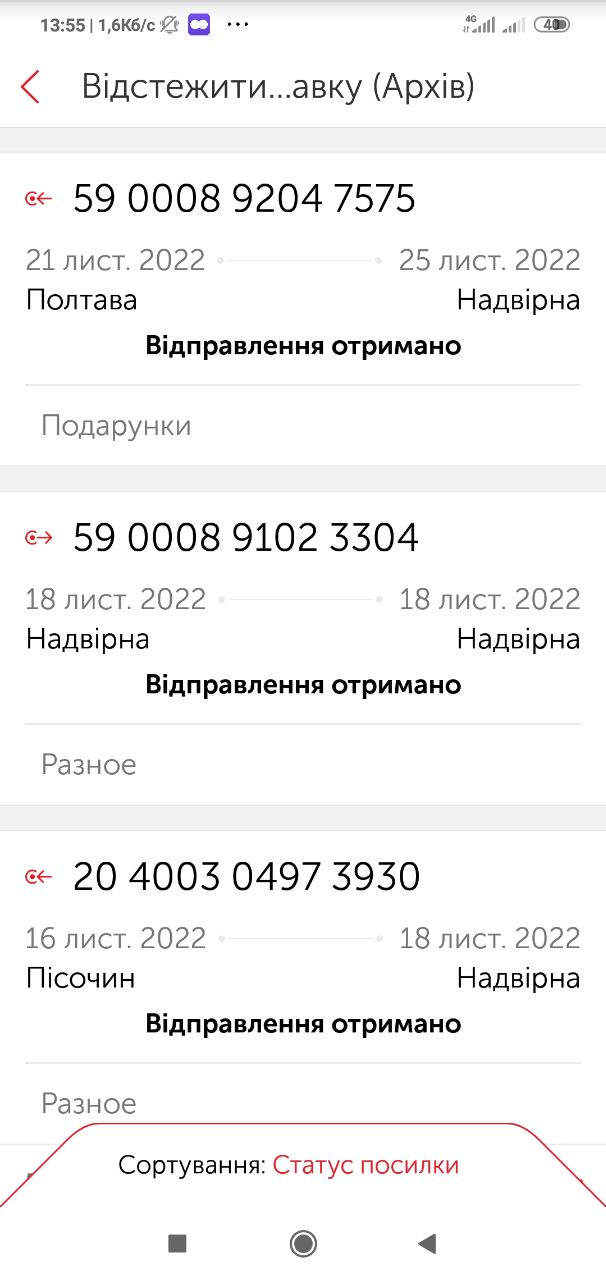 13:55 | 1,6Кб/с ... 4G 40
Відстежити...авку (Архів)
59 0008 9204 7575
21 лист. 2022 25 лист. 2022
Полтава Надвірна
Відправлення отримано
Подарунки
59 0008 9102 3304
18 лист. 2022 18 лист. 2022
Надвірна Надвірна
Відправлення отримано
Разное
20 4003 0497 3930
16 лист. 2022 18 лист. 2022
Пісочин Надвірна
Відправлення отримано
Разное
Сортування: Статус посилки